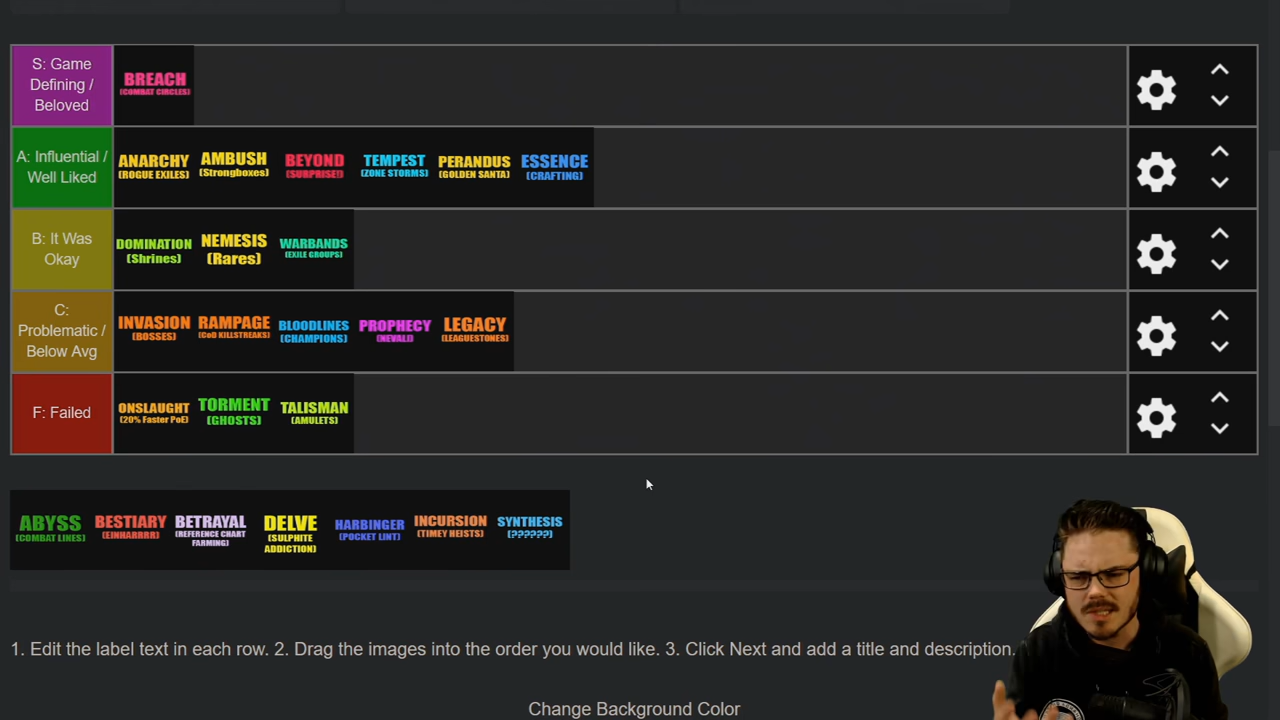 S: Game
Defining /
Beloved
BREACH
(COMBAT CIRCLES)
A: Influential /
Well Liked
ANARCHY
(ROGUE EXILES)
AMBUSH
(Strongboxes)
BEYOND
(SURPRISE!)
TEMPEST
(ZONE STORMS)
PERANDUS
(GOLDEN SANTA)
ESSENCE
(CRAFTING)
B: It Was
Okay
DOMINATION
(Shrines)
NEMESIS
(Rares)
WARBANDS
(EXILE GROUPS)
C:
Problematic /
Below Avg
INVASION
(BOSSES)
RAMPAGE
(CoD KILLSTREAKS)
BLOODLINES
(CHAMPIONS)
PROPHECY
(NEVALI)
LEGACY
(LEAGUESTONES)
F: Failed
ONSLAUGHT
(20% Faster PoE)
TORMENT
(GHOSTS)
TALISMAN
(AMULETS)
ABYSS
(COMBAT LINES)
BESTIARY
(EINHARRRR)
BETRAYAL
(REFERENCE CHART
FARMING)
DELVE
(SULPHITE
ADDICTION)
HARBINGER
(POCKET LINT)
INCURSION
(TIMEY HEISTS)
SYNTHESIS
(??????)
1. Edit the label text in each row. 2. Drag the images into the order you would like. 3. Click Next and add a title and description.
Change Background Color